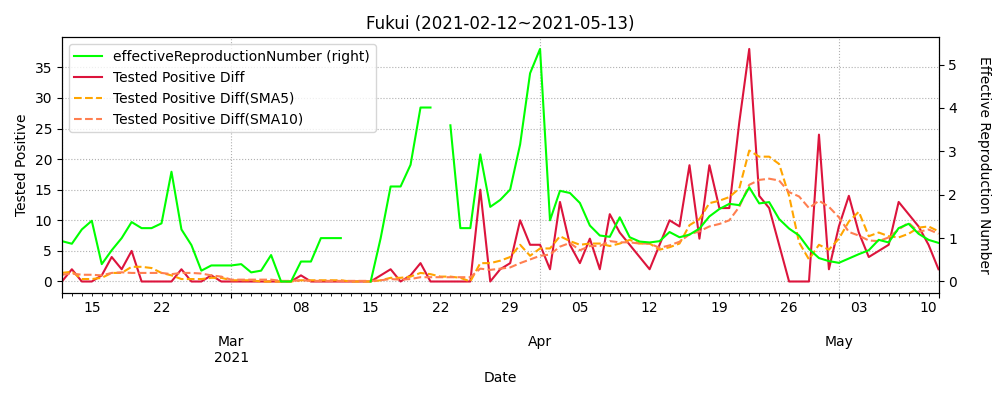 Fukui (2021-02-12~2021-05-13)
effectiveReproductionNumber (right)
Tested Positive Diff
Tested Positive Diff(SMA5)
Tested Positive Diff(SMA10)
Tested Positive
35
30
25
20
15
10
5
0
5
4
3
2
1
0
Effective Reproduction Number
15 22 08 15 22 29 05 12 19 26 03 10
Mar Apr May
2021
Date